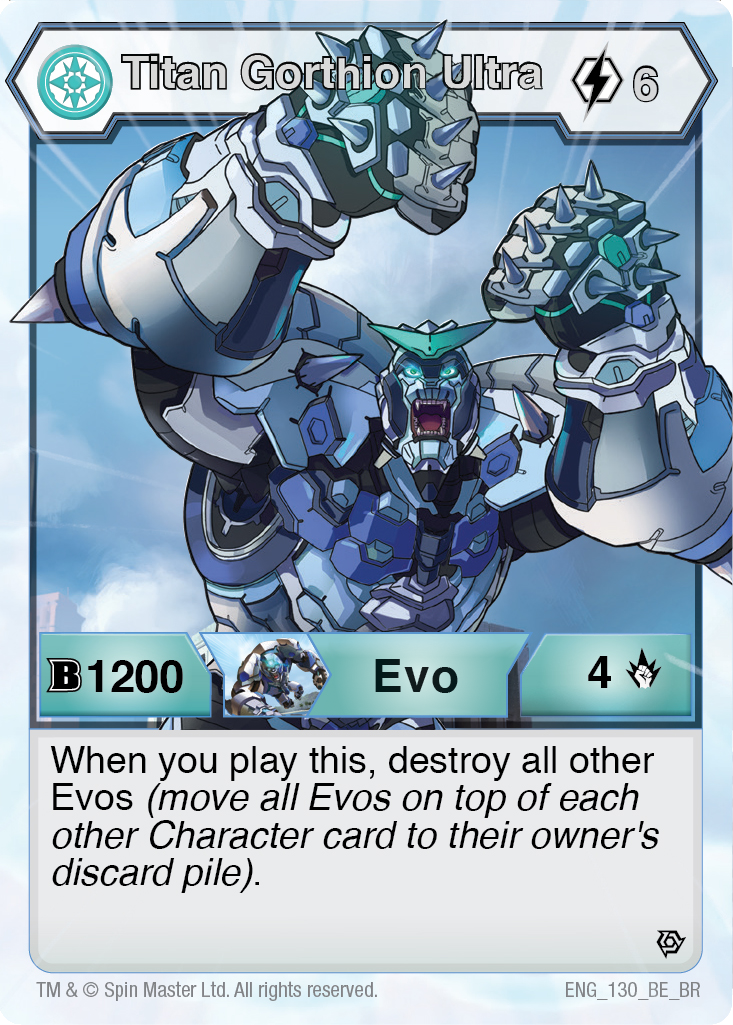 Titan Gorthion Ultra 6
B 1200 Evo 4
When you play this, destroy all other
Evos (move all Evos on top of each
other Character card to their owner's
discard pile).
TM & © Spin Master Ltd. All rights reserved. ENG_130_BE_BR